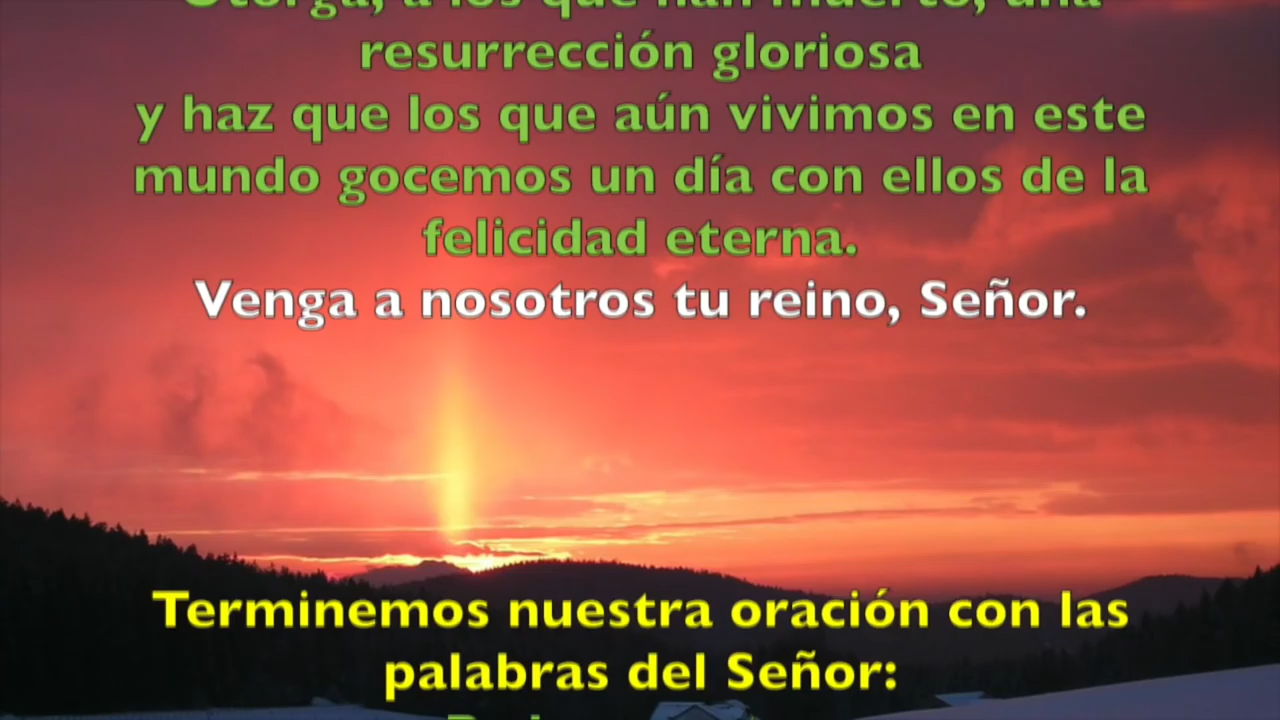 Otorga, a los que han muerto, una
resurrección gloriosa
y haz que los que aún vivimos en este
mundo gocemos un día con ellos de la
felicidad eterna.
Venga a nosotros tu reino, Señor.
Terminemos nuestra oración con las
palabras del Señor: